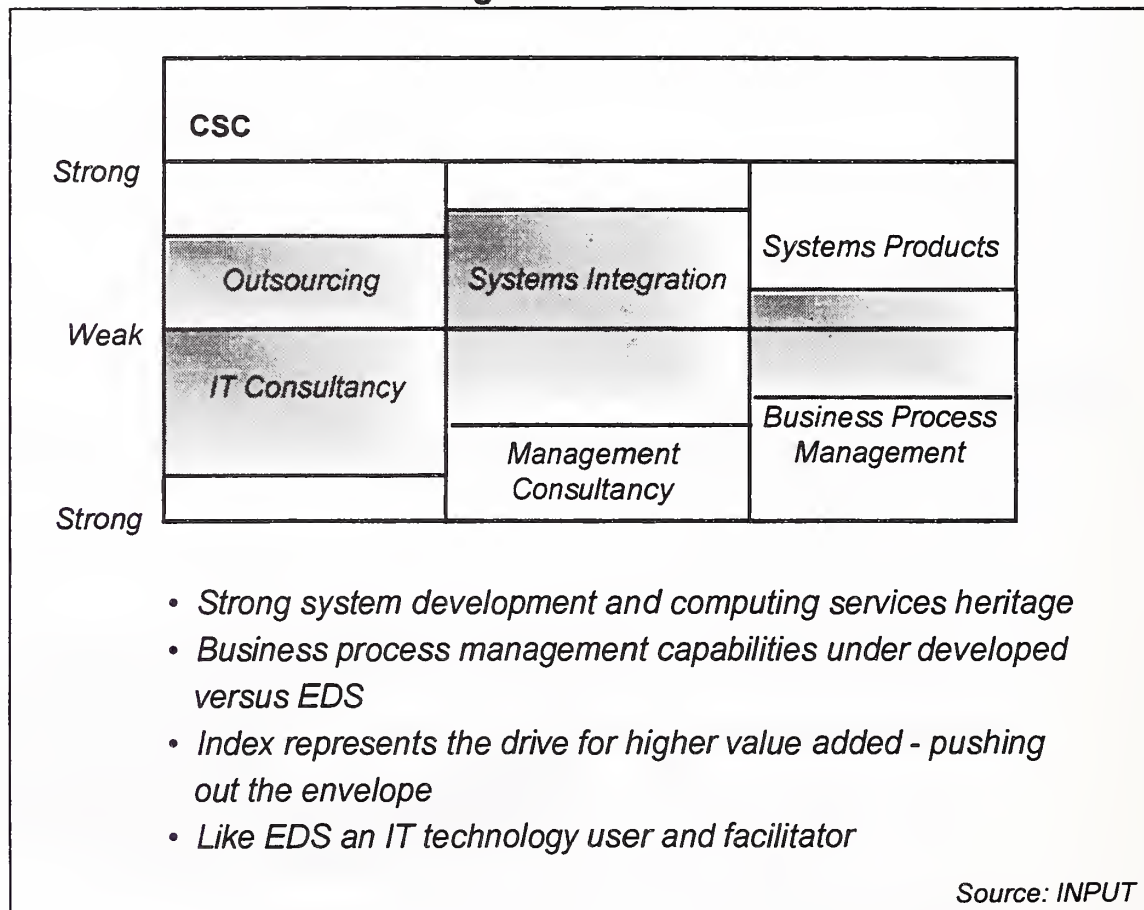 CSC
Strong
Outsourcing
Systems Integration
Systems Products
Weak
IT Consultancy
Management
Consultancy
Business Process
Management
Strong
• Strong system development and computing services heritage
• Business process management capabilities under developed
versus EDS
• Index represents the drive for higher value added - pushing
out the envelope
• Like EDS an IT technology user and facilitator
Source: INPUT